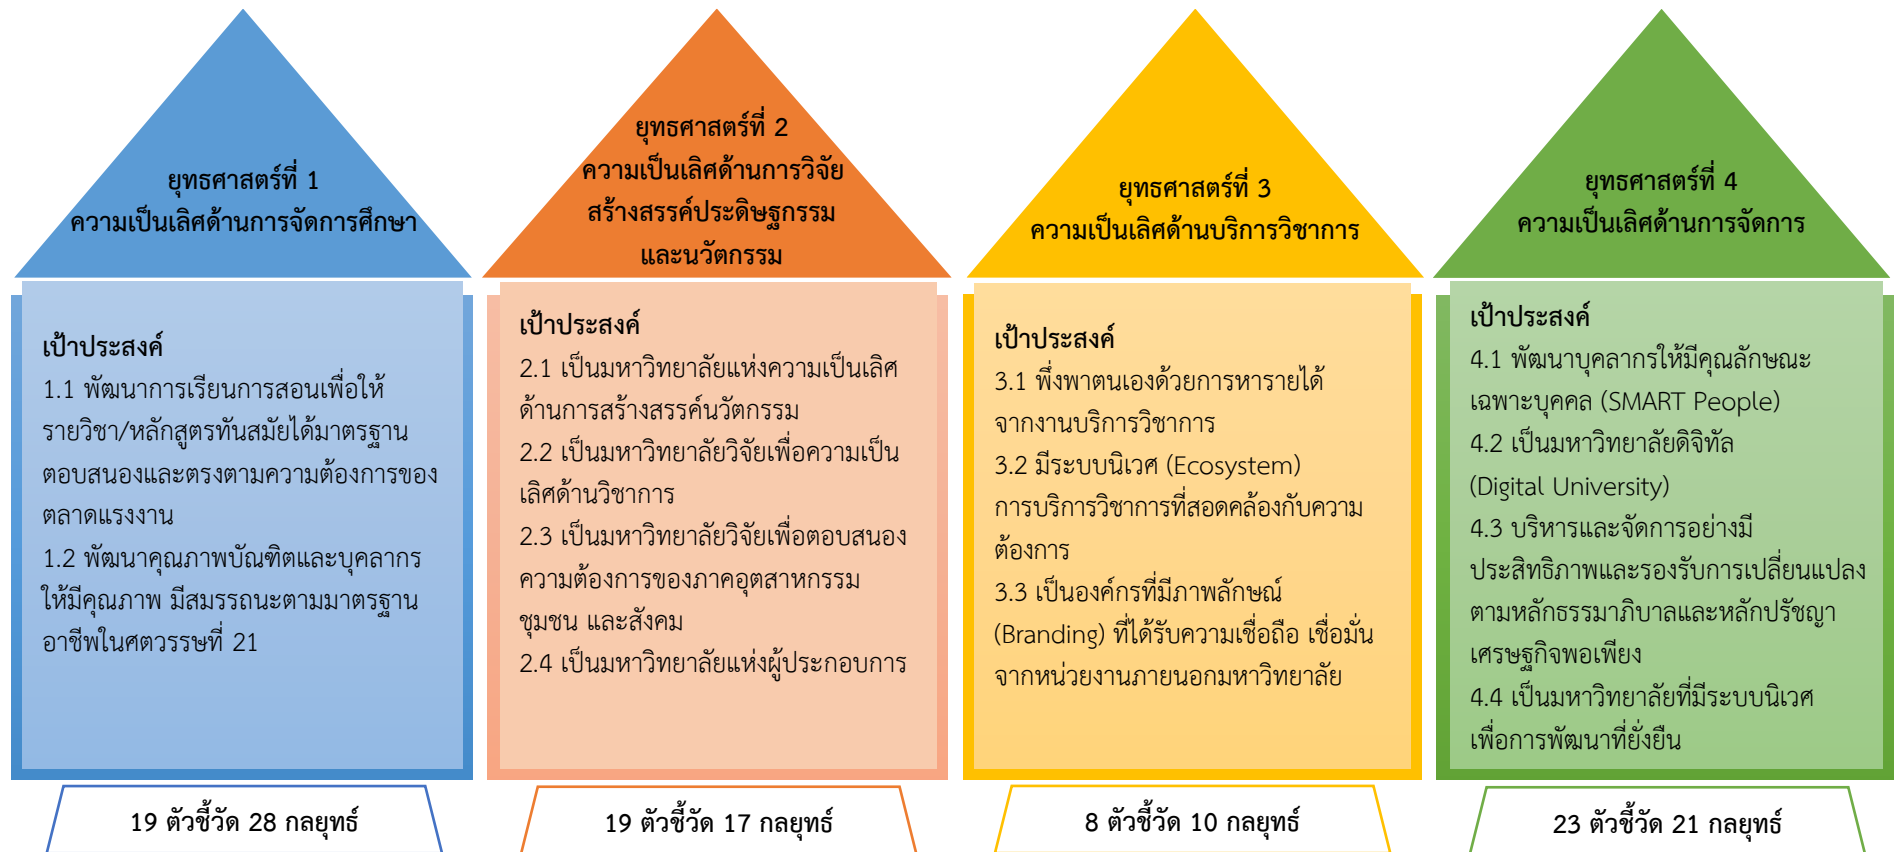 ยุทธศาสตร์ที่ 1
ความเป็นเลิศด้านการจัดการศึกษา
เป้าประสงค์
1.1 พัฒนาการเรียนการสอนเพื่อให้
รายวิชา/หลักสูตรทันสมัยได้มาตรฐาน
ตอบสนองและตรงตามความต้องการของ
ตลาดแรงงาน
1.2 พัฒนาคุณภาพบัณฑิตและบุคลากร
ให้มีคุณภาพ มีสมรรถนะตามมาตรฐาน
อาชีพในศตวรรษที่ 21
19 ตัวชี้วัด 28 กลยุทธ์
ยุทธศาสตร์ที่ 2
ความเป็นเลิศด้านการวิจัย
สร้างสรรค์ประดิษฐกรรม
และนวัตกรรม
เป้าประสงค์
2.1 เป็นมหาวิทยาลัยแห่งความเป็นเลิศ
ด้านการสร้างสรรค์นวัตกรรม
2.2 เป็นมหาวิทยาลัยวิจัยเพื่อความเป็น
เลิศด้านวิชาการ
2.3 เป็นมหาวิทยาลัยวิจัยเพื่อตอบสนอง
ความต้องการของภาคอุตสาหกรรม
ชุมชน และสังคม
2.4 เป็นมหาวิทยาลัยแห่งผู้ประกอบการ
19 ตัวชี้วัด 17 กลยุทธ์
ยุทธศาสตร์ที่ 3
ความเป็นเลิศด้านบริการวิชาการ
เป้าประสงค์
3.1 พึ่งพาตนเองด้วยการหารายได้
จากงานบริการวิชาการ
3.2 มีระบบนิเวศ (Ecosystem)
การบริการวิชาการที่สอดคล้องกับความ
ต้องการ
3.3 เป็นองค์กรที่มีภาพลักษณ์
(Branding) ที่ได้รับความเชื่อถือ เชื่อมั่น
จากหน่วยงานภายนอกมหาวิทยาลัย
8 ตัวชี้วัด 10 กลยุทธ์
ยุทธศาสตร์ที่ 4
ความเป็นเลิศด้านการจัดการ
เป้าประสงค์
4.1 พัฒนาบุคลากรให้มีคุณลักษณะ
เฉพาะบุคคล (SMART People)
4.2 เป็นมหาวิทยาลัยดิจิทัล
(Digital University)
4.3 บริหารและจัดการอย่างมี
ประสิทธิภาพและรองรับการเปลี่ยนแปลง
ตามหลักธรรมาภิบาลและหลักปรัชญา
เศรษฐกิจพอเพียง
4.4 เป็นมหาวิทยาลัยที่มีระบบนิเวศ
เพื่อการพัฒนาที่ยั่งยืน
23 ตัวชี้วัด 21 กลยุทธ์